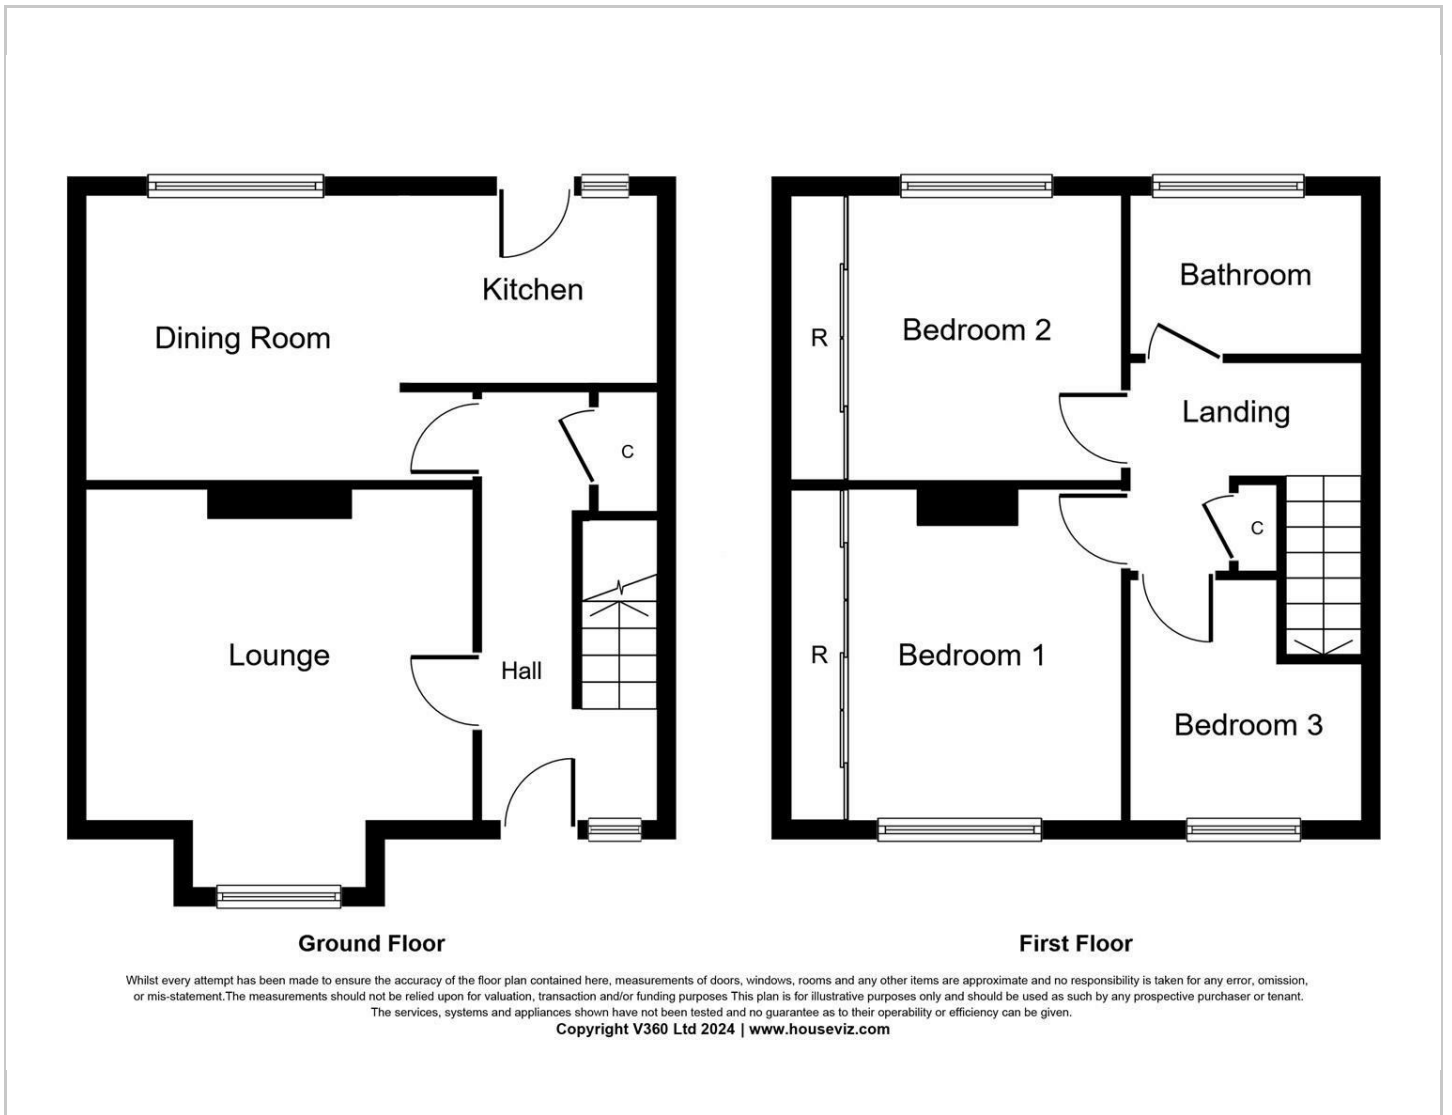 Kitchen
Dining Room
C
Lounge
Hall
Bathroom
R
Bedroom 2
Landing
C
R
Bedroom 1
Bedroom 3
Ground Floor
First Floor
Whilst every attempt has been made to ensure the accuracy of the floor plan contained here, measurements of doors, windows, rooms and any other items are approximate and no responsibility is taken for any error, omission,
or mis-statement.The measurements should not be relied upon for valuation, transaction and/or funding purposes This plan is for illustrative purposes only and should be used as such by any prospective purchaser or tenant.
The services, systems and appliances shown have not been tested and no guarantee as to their operability or efficiency can be given.
Copyright V360 Ltd 2024 | www.houseviz.com